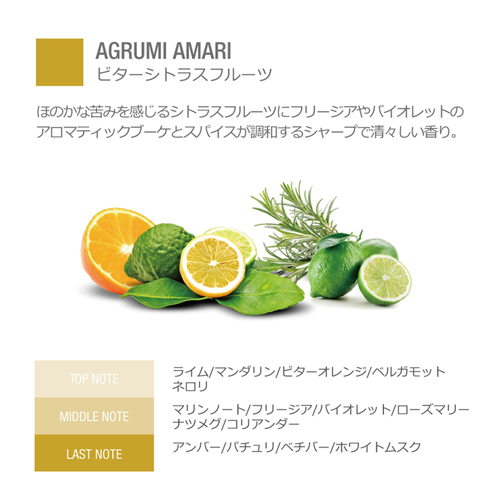 AGRUMI AMARI
ビターシトラスフルーツ
ほのかな苦みを感じるシトラスフルーツにフリージアやバイオレットの
アロマティックブーケとスパイスが調和するシャープで清々しい香り。
TOP NOTE
ライム/マンダリン/ビターオレンジ/ベルガモット
ネロリ
MIDDLE NOTE
マリンノート/フリージア/バイオレット/ローズマリー
ナツメグ/コリアンダー
LAST NOTE
アンバー/パチュリ/ベチバー/ホワイトムスク